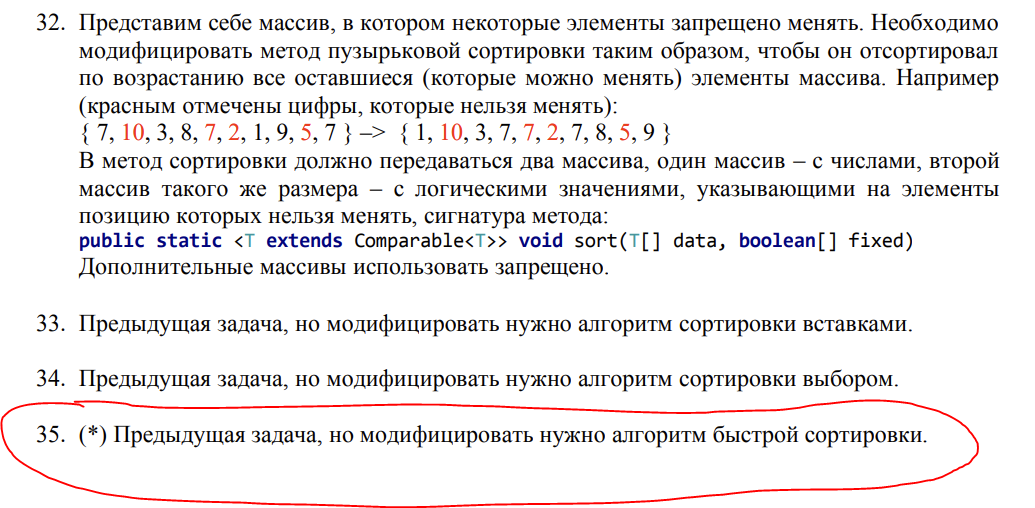 32. Представим себе массив, в котором некоторые элементы запрещено менять. Необходимо
модифицировать метод пузырьковой сортировки таким образом, чтобы он отсортировал
по возрастанию все оставшиеся (которые можно менять) элементы массива. Например
(красным отмечены цифры, которые нельзя менять):
{ 7, 10, 3, 8, 7, 2, 1, 9, 5, 7 } –> { 1, 10, 3, 7, 7, 2, 7, 8, 5, 9 }
В метод сортировки должно передаваться два массива, один массив – с числами, второй
массив такого же размера – с логическими значениями, указывающими на элементы
позицию которых нельзя менять, сигнатура метода:
public static <T extends Comparable<T>> void sort(T[] data, boolean[] fixed)
Дополнительные массивы использовать запрещено.
33. Предыдущая задача, но модифицировать нужно алгоритм сортировки вставками.
34. Предыдущая задача, но модифицировать нужно алгоритм сортировки выбором.
35. (*) Предыдущая задача, но модифицировать нужно алгоритм быстрой сортировки.